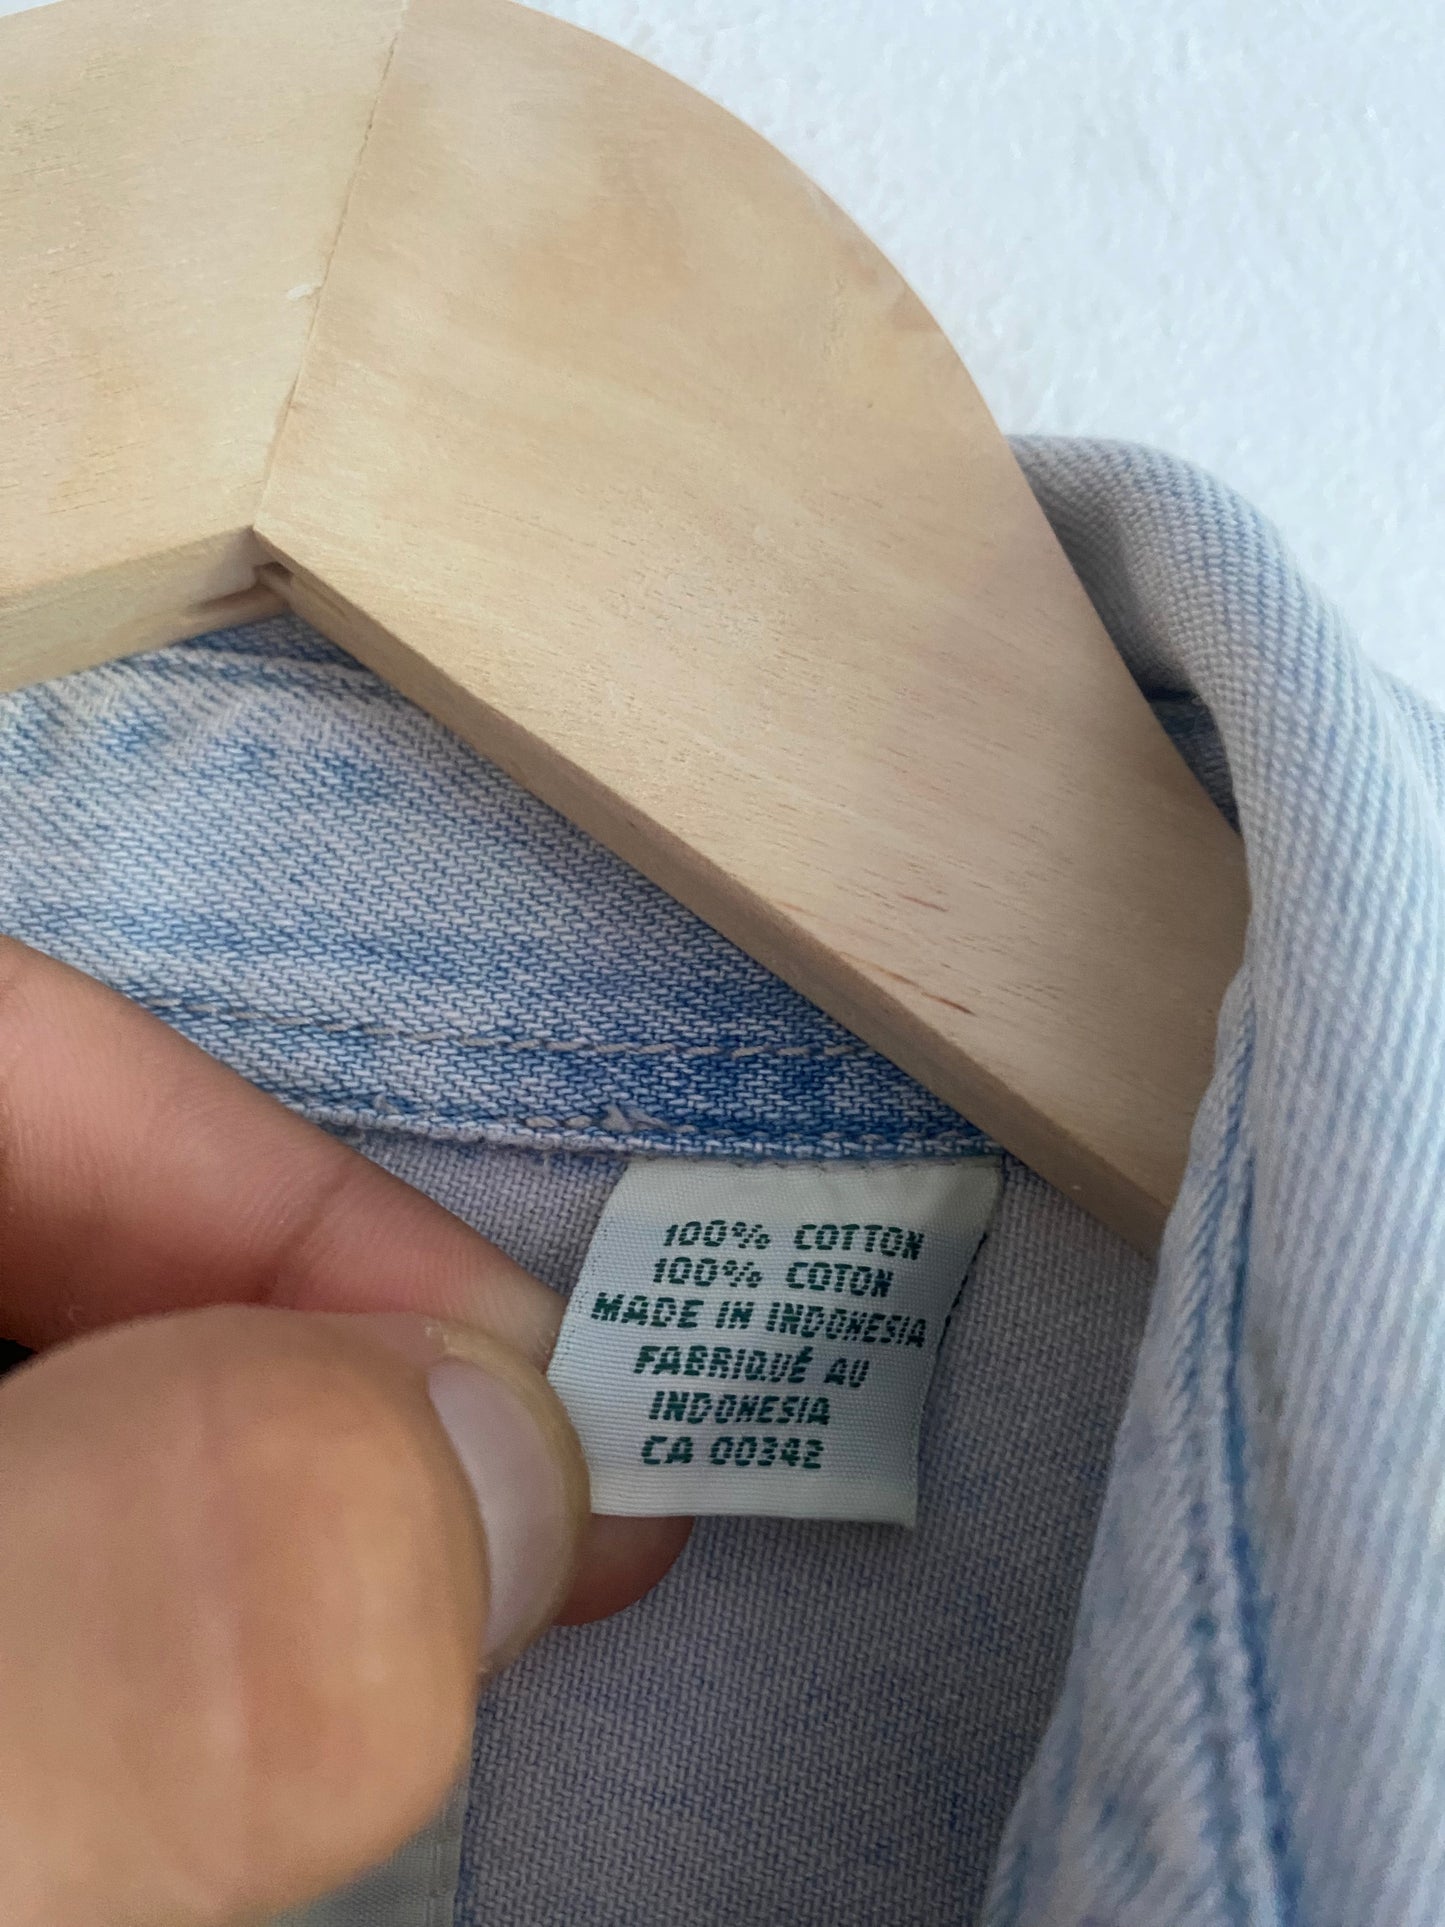 100% COTTON
100% COTON
MADE IN INDONESIA
FABRIQUÉ AU
INDONESIA
CA 00342